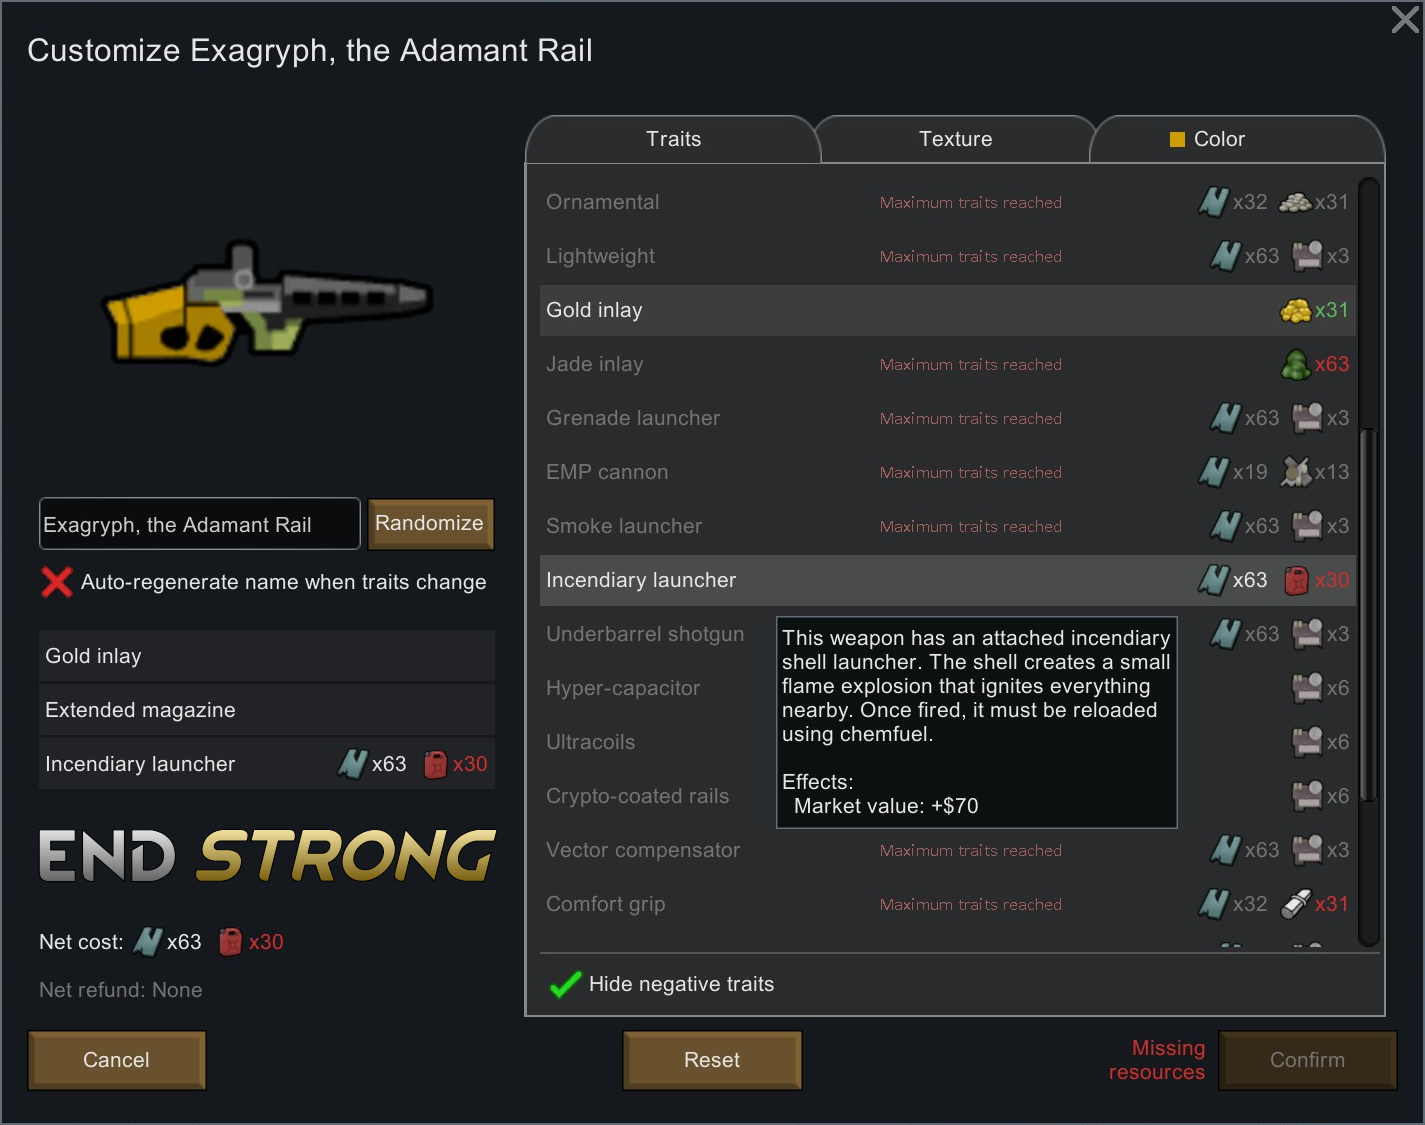 Customize Exagryph, the Adamant Rail
Traits
Texture
Color
Ornamental Maximum traits reached x32 x31
Lightweight Maximum traits reached x63 x3
Gold inlay x31
Jade inlay Maximum traits reached x63
Grenade launcher Maximum traits reached x63 x3
EMP cannon Maximum traits reached x19 x13
Smoke launcher Maximum traits reached x63 x3
Incendiary launcher x63 x30
Underbarrel shotgun x63 x3
Hyper-capacitor x6
Ultracoils x6
Crypto-coated rails x6
Vector compensator Maximum traits reached x63 x3
Comfort grip Maximum traits reached x32 x31
This weapon has an attached incendiary
shell launcher. The shell creates a small
flame explosion that ignites everything
nearby. Once fired, it must be reloaded
using chemfuel.
Effects:
Market value: +$70
Hide negative traits
Exagryph, the Adamant Rail
Randomize
Auto-regenerate name when traits change
Gold inlay
Extended magazine
Incendiary launcher x63 x30
END STRONG
Net cost: x63 x30
Net refund: None
Cancel
Reset
Missing
resources
Confirm